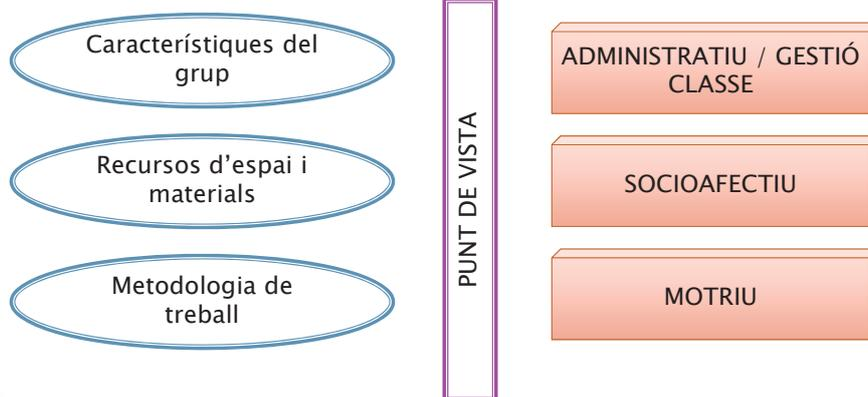 Característiques del
grup
Recursos d'espai i
materials
Metodologia de
treball
PUNT DE VISTA
ADMINISTRATIU / GESTIÓ
CLASSE
SOCIOAFECTIU
MOTRIU